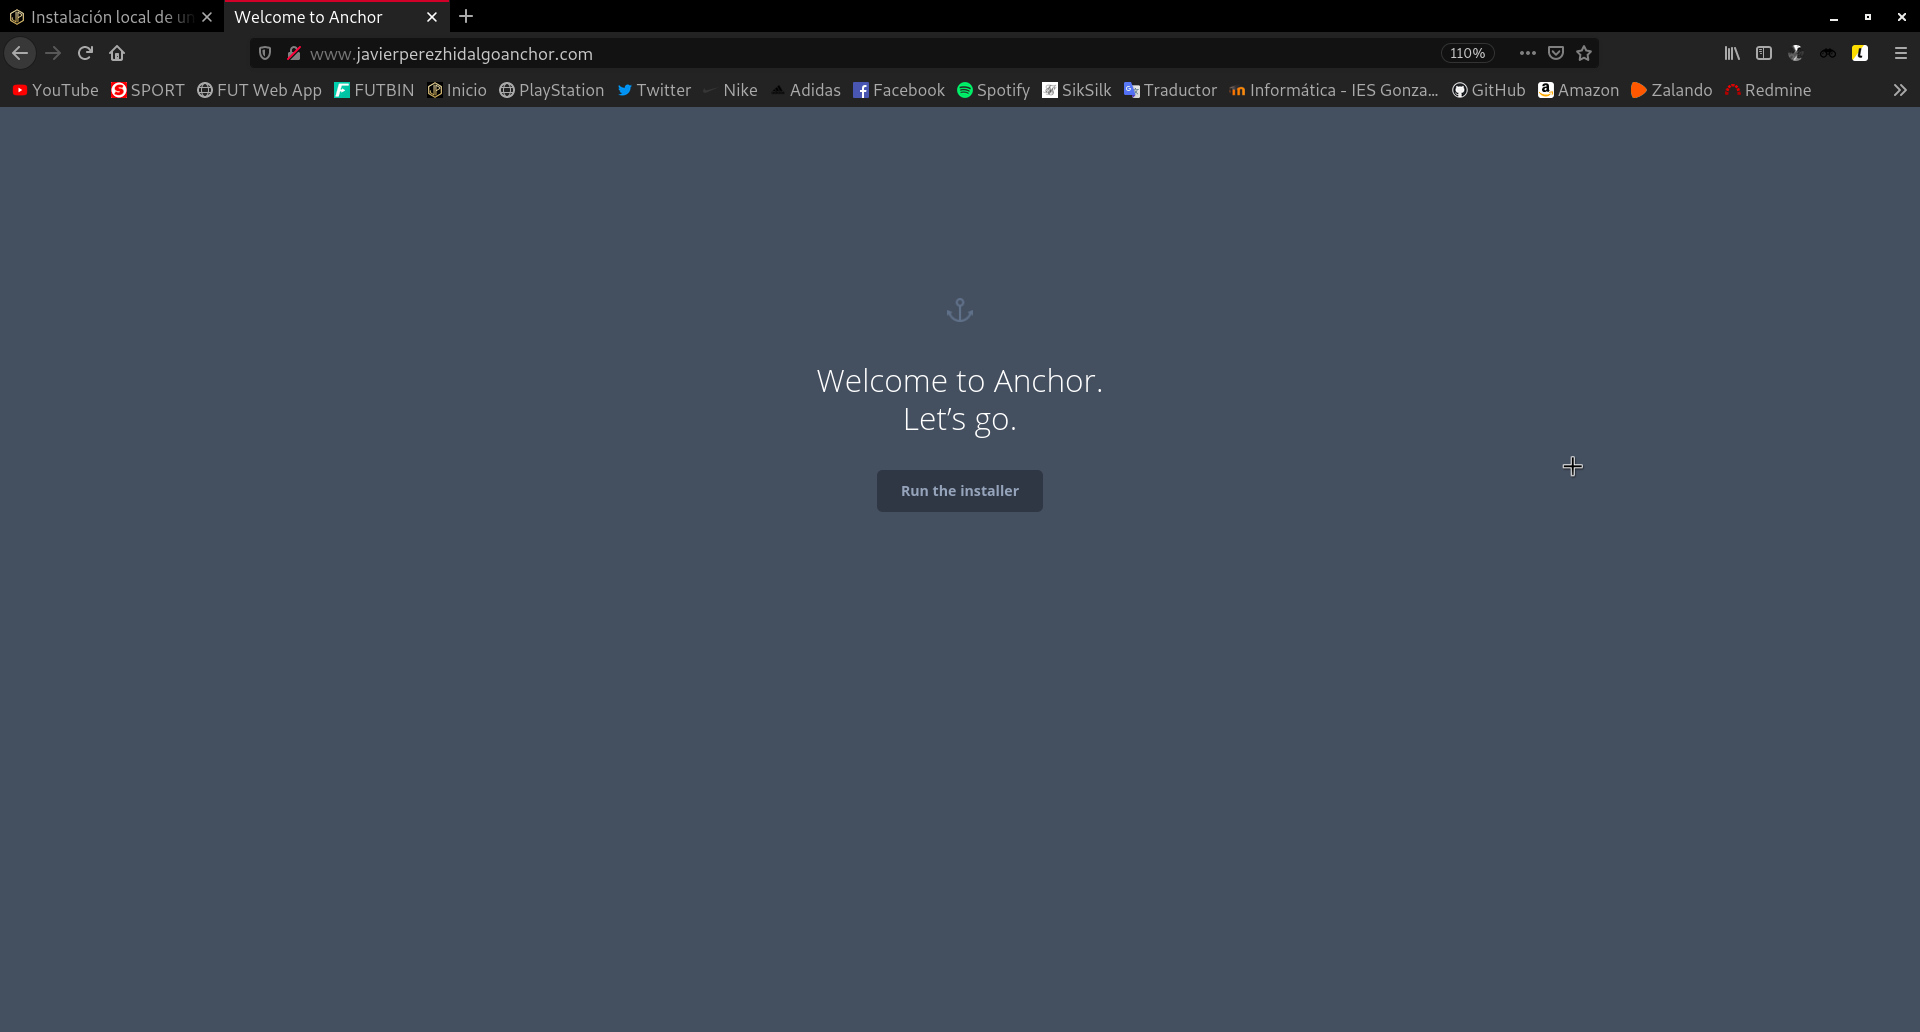 Instalación local de un
Welcome to Anchor
www.javierperezhidalgoanchor.com
110%
YouTube SPORT FUT Web App FUTBIN Inicio PlayStation Twitter Nike Adidas Facebook Spotify SikSilk Traductor Informática - IES Gonza... GitHub Amazon Zalando Redmine
Welcome to Anchor.
Let’s go.
Run the installer